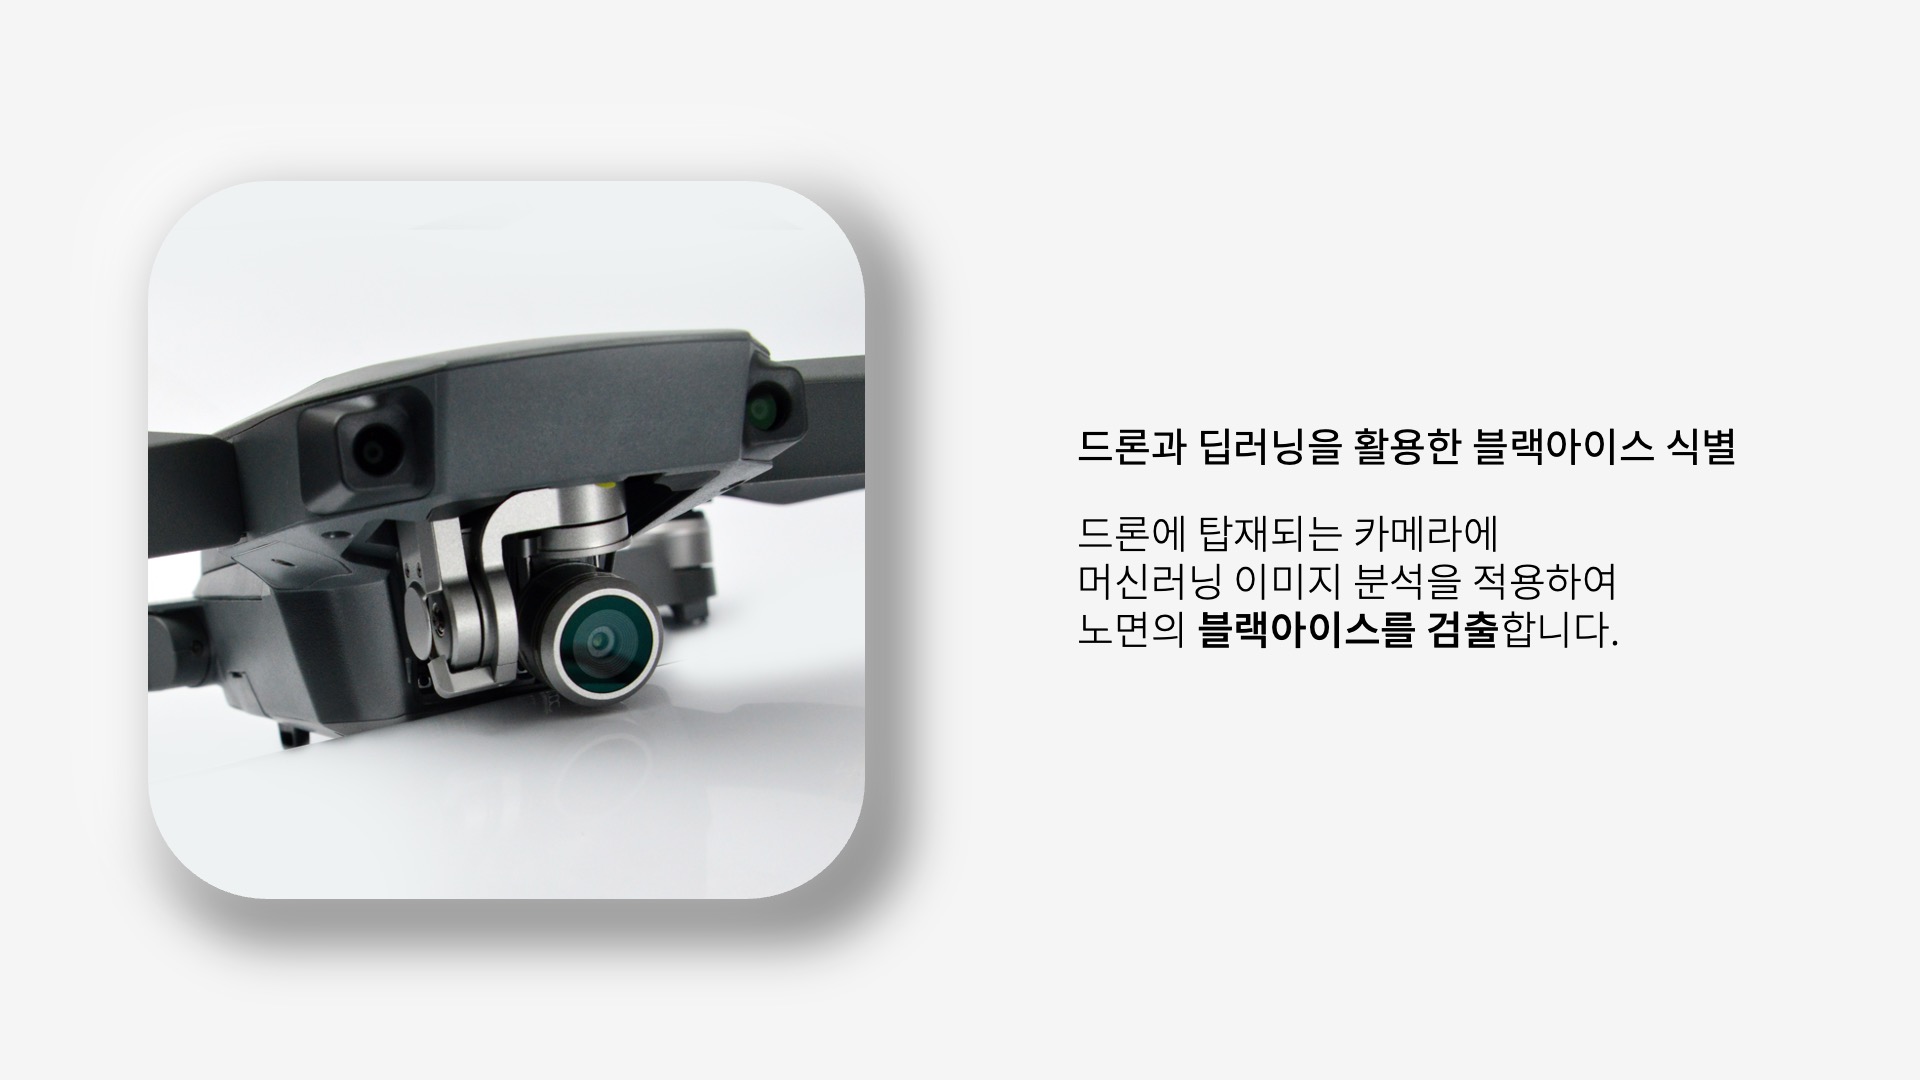 드론과 딥러닝을 활용한 블랙아이스 식별
드론에 탑재되는 카메라에
머신러닝 이미지 분석을 적용하여
노면의 블랙아이스를 검출합니다.